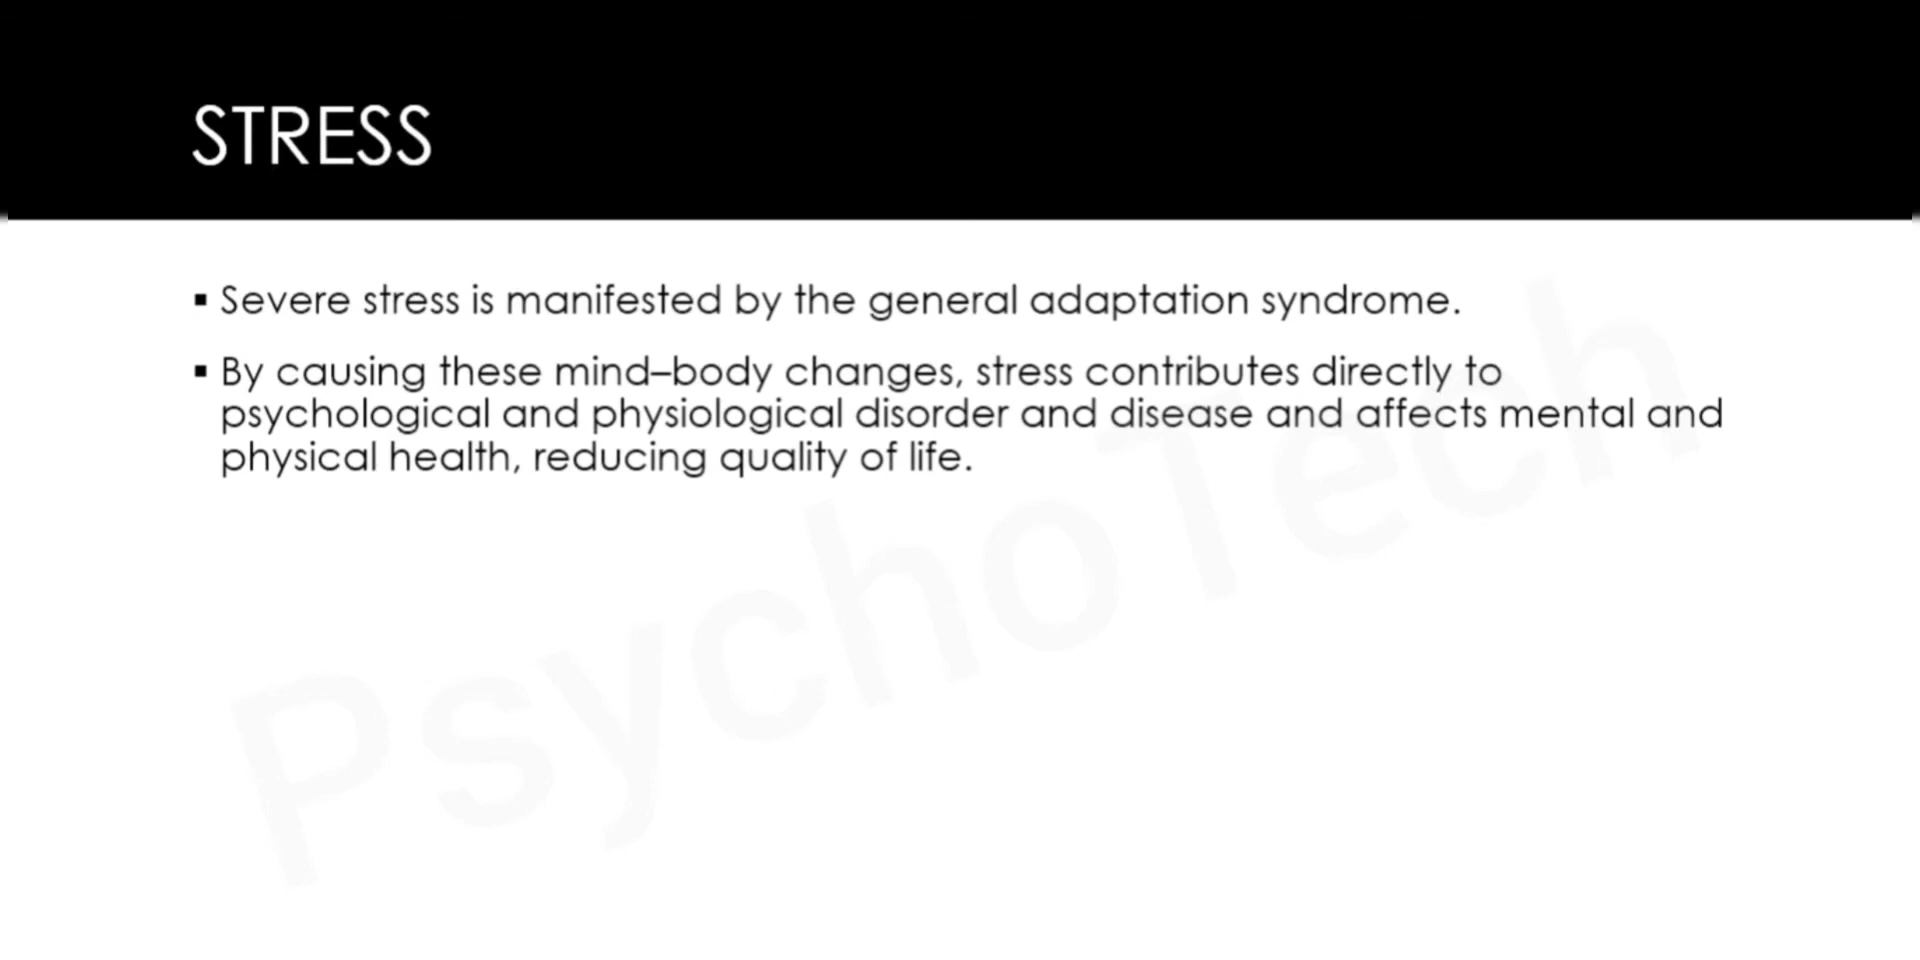 STRESS
▪ Severe stress is manifested by the general adaptation syndrome.
▪ By causing these mind–body changes, stress contributes directly to
psychological and physiological disorder and disease and affects mental and
physical health, reducing quality of life.
PsychoTech